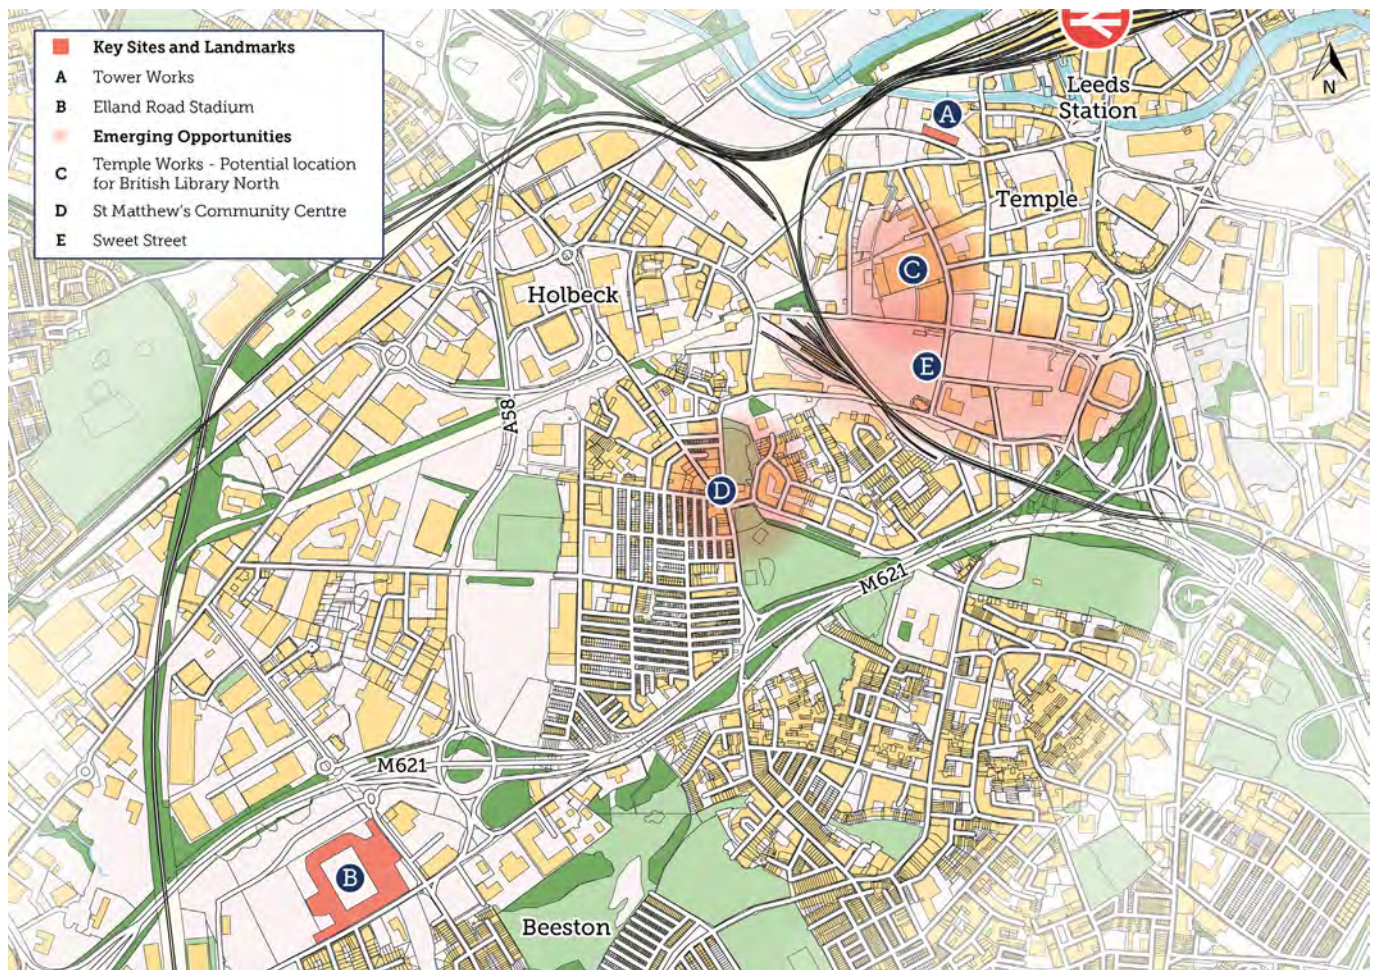 Key Sites and Landmarks
A Tower Works
B Elland Road Stadium
Emerging Opportunities
C Temple Works - Potential location
for British Library North
D St Matthew's Community Centre
E Sweet Street
N
Leeds
Station
A
Temple
C
Holbeck
E
A58
D
M621
M621
B
Beeston